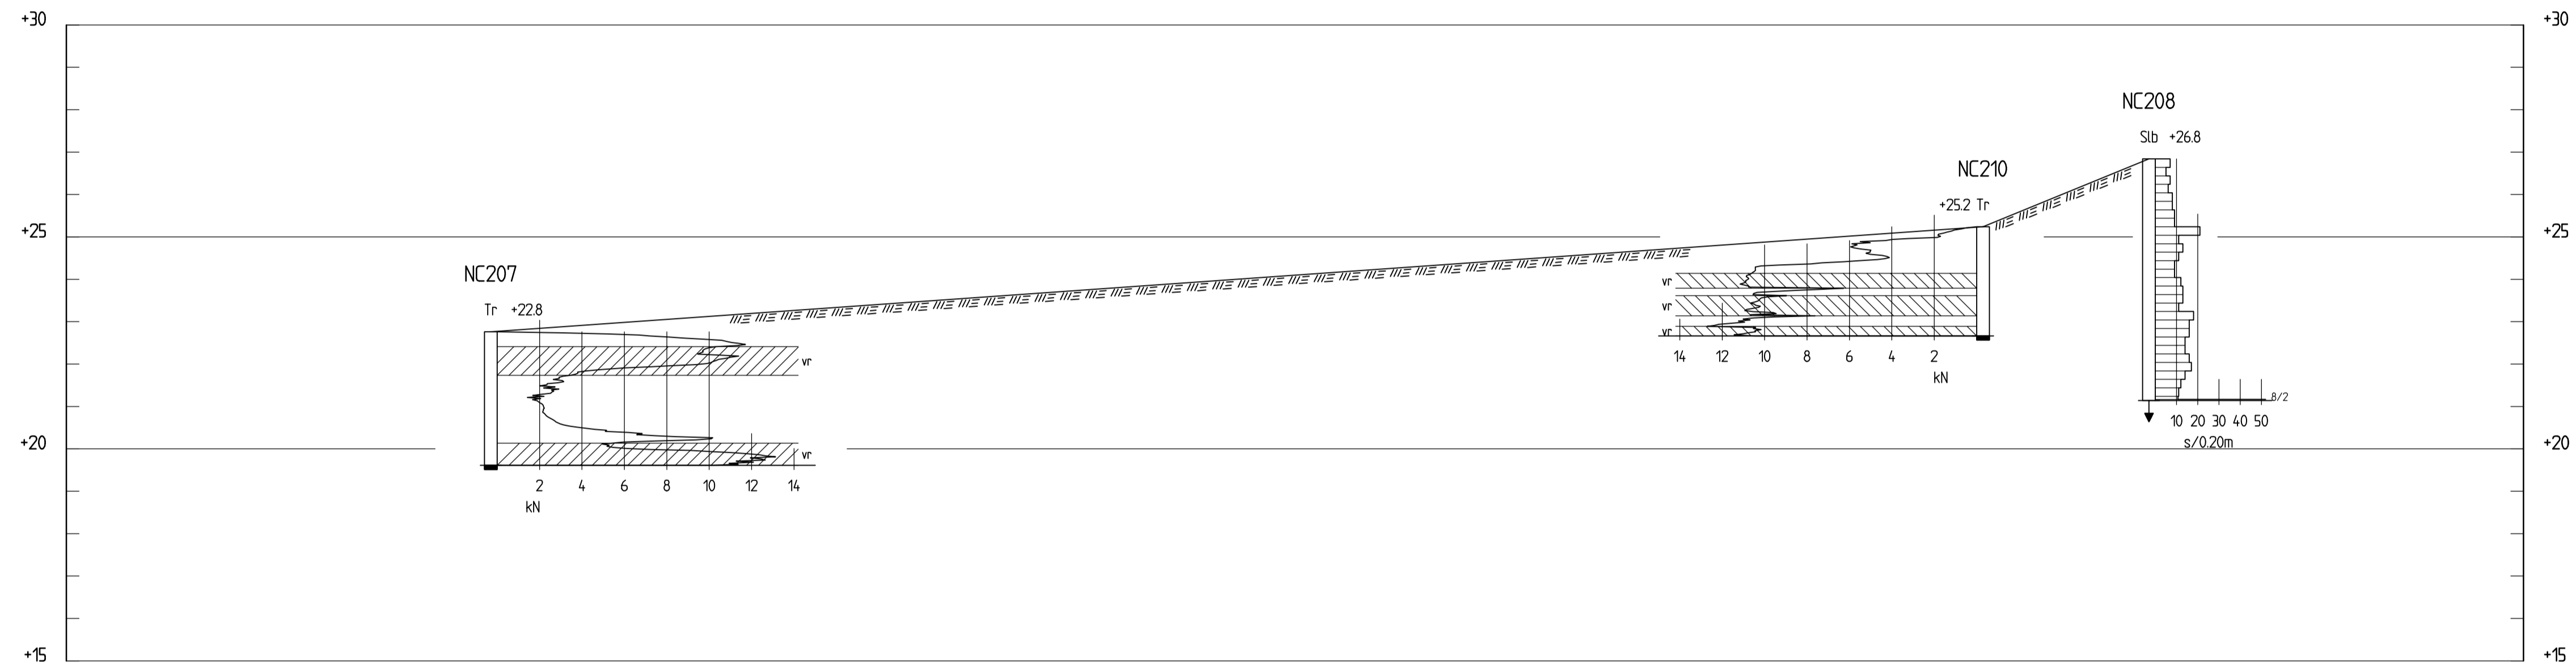 +30 +30
NC208
Slb +26.8
NC210
+25.2 Tr
+25 +25
NC207
Tr +22.8
vr
vr
vr
14 12 10 8 6 4 2
kN
vr
8/2
10 20 30 40 50
s/0.20m
+20 +20
vr
2 4 6 8 10 12 14
kN
+15 +15